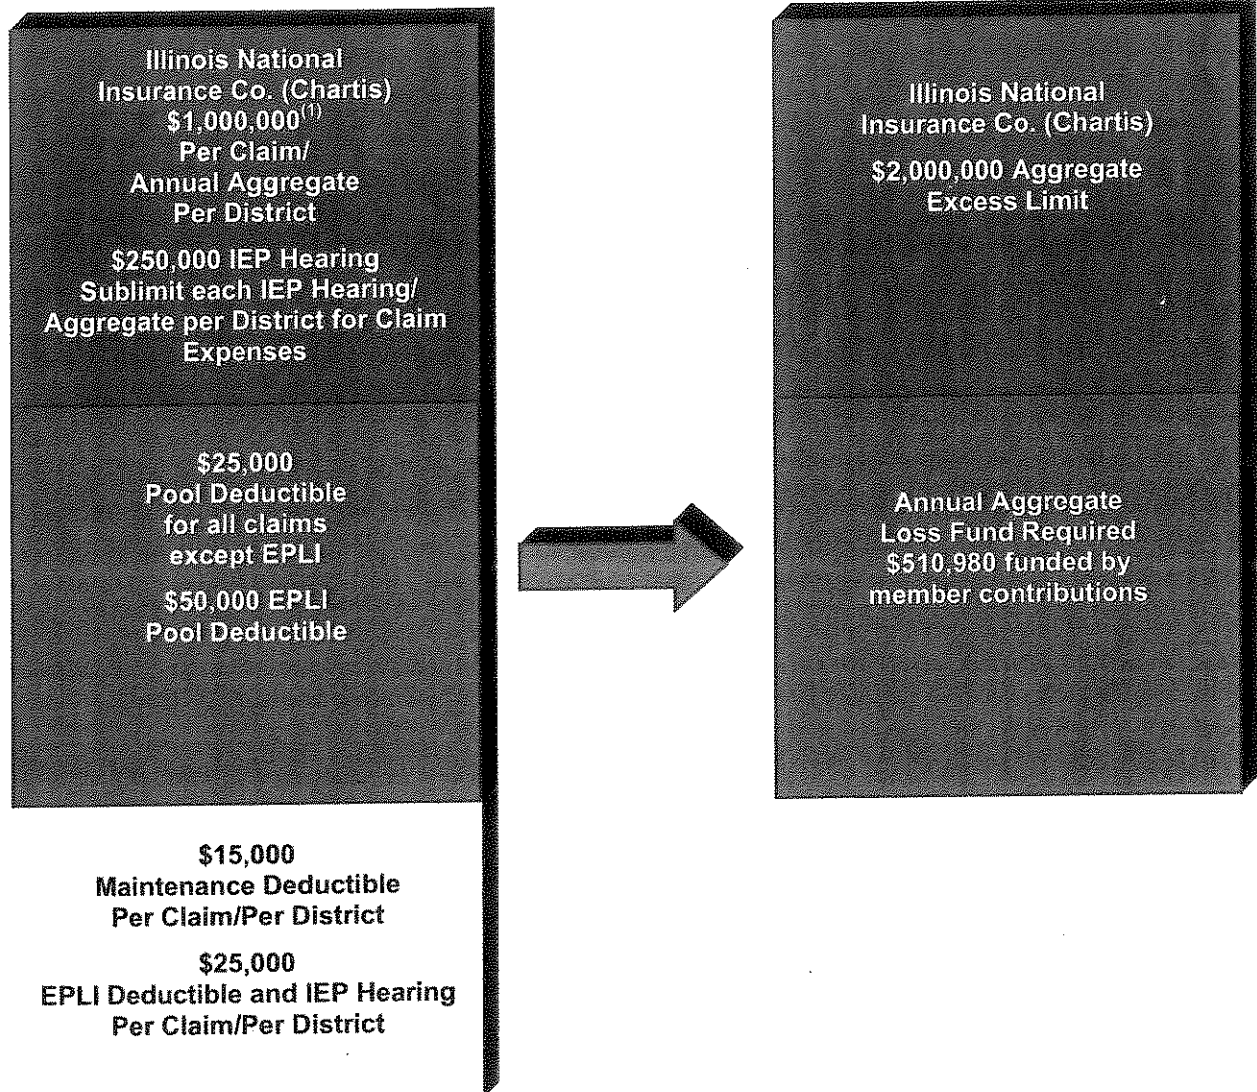 Illinois National
Insurance Co. (Chartis)
$1,000,000(1)
Per Claim/
Annual Aggregate
Per District
$250,000 IEP Hearing
Sublimit each IEP Hearing/
Aggregate per District for Claim
Expenses
$25,000
Pool Deductible
for all claims
except EPLI
$50,000 EPLI
Pool Deductible
$15,000
Maintenance Deductible
Per Claim/Per District
$25,000
EPLI Deductible and IEP Hearing
Per Claim/Per District
Illinois National
Insurance Co. (Chartis)
$2,000,000 Aggregate
Excess Limit
Annual Aggregate
Loss Fund Required
$510,980 funded by
member contributions